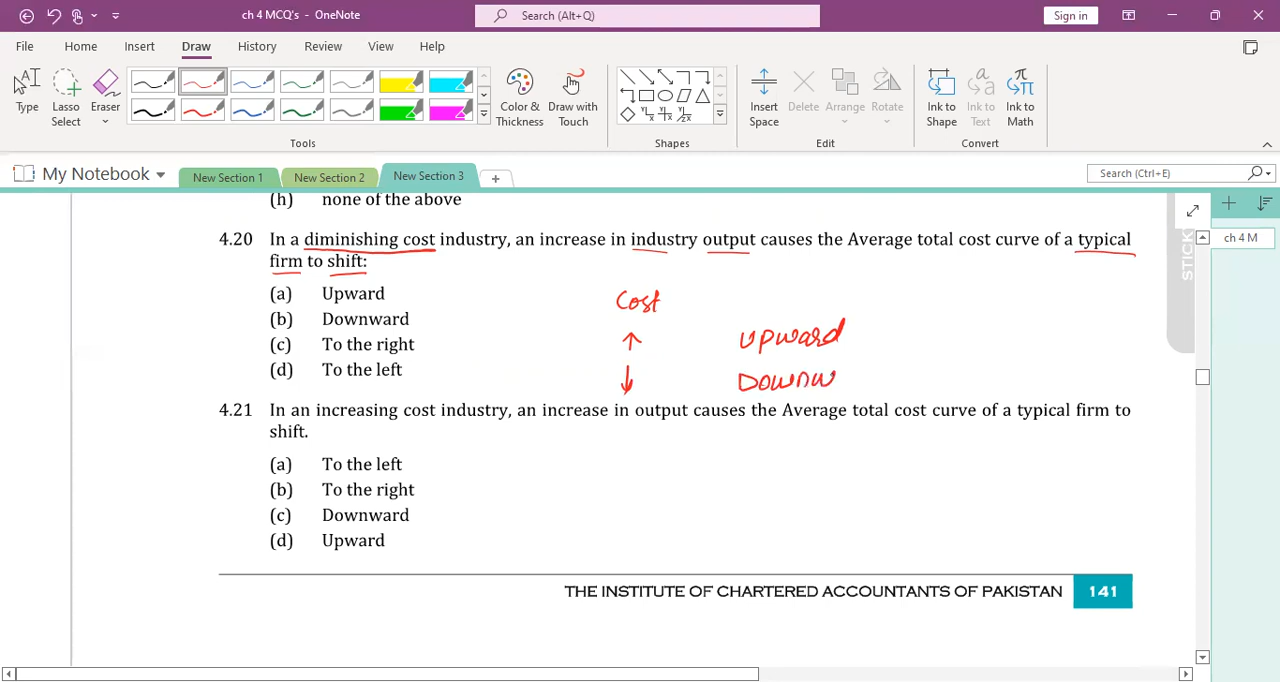 ch 4 MCQ's - OneNote
Search (Alt+Q)
Sign in
File Home Insert Draw History Review View Help
Type
Lasso Select
Eraser
Color & Thickness
Draw with Touch
Insert Space
Delete
Arrange
Rotate
Ink to Shape
Ink to Text
Ink to Math
Tools Shapes Edit Convert
My Notebook New Section 1 New Section 2 New Section 3 +
Search (Ctrl+E)
ch 4 M
STICK
(h) none of the above
4.20 In a diminishing cost industry, an increase in industry output causes the Average total cost curve of a typical
firm to shift:
(a) Upward
(b) Downward
(c) To the right
(d) To the left
Cost
↑ Upward
↓ Downw
4.21 In an increasing cost industry, an increase in output causes the Average total cost curve of a typical firm to
shift.
(a) To the left
(b) To the right
(c) Downward
(d) Upward
THE INSTITUTE OF CHARTERED ACCOUNTANTS OF PAKISTAN 141